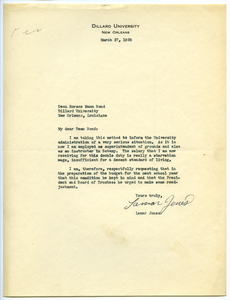 DILLARD UNIVERSITY
NEW ORLEANS
March 27, 1938
Dean Horace Mann Bond
Dillard University
New Orleans, Louisiana
My dear Dean Bond:
I am taking this method to inform the University
administration of a very serious situation. As it is
now I am employed as superintendent of grounds and also
as an instructor in Botany. The salary that I am now
receiving for this double duty is really a starvation
wage, insufficient for a decent standard of living.
I am, therefore, respectfully requesting that in
the preparation of the budget for the next school year
that this condition be kept in mind and that the Presi-
dent and Board of Trustees be urged to make some read-
justment.
Yours truly,
Lamar Jones
Lamar Jones